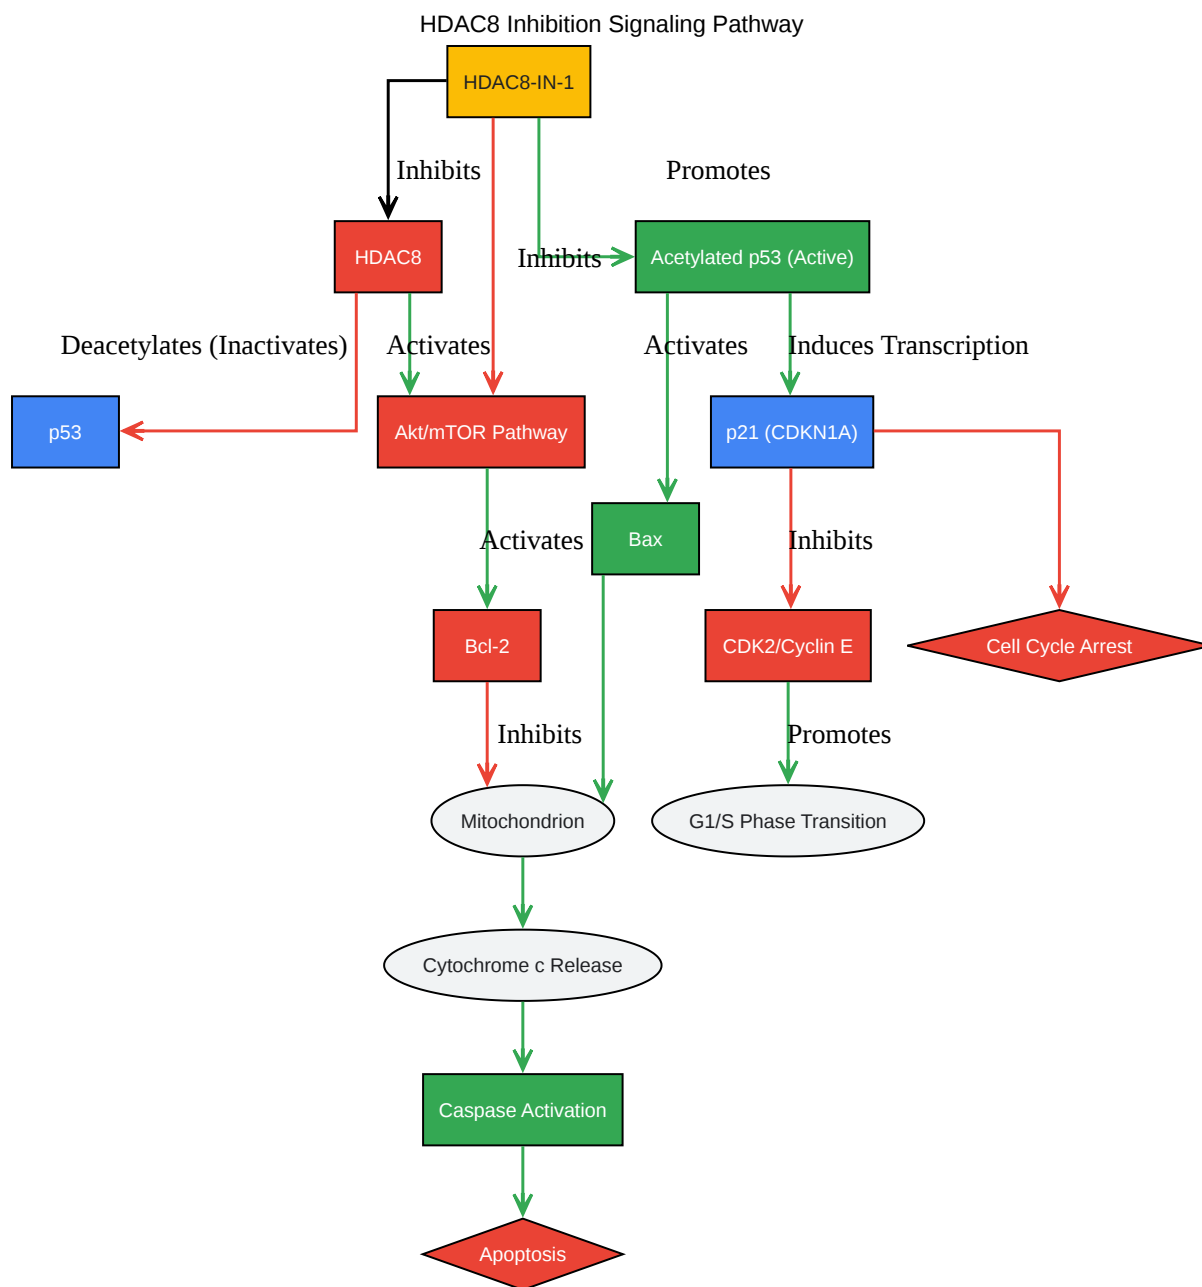 HDAC8 Inhibition Signaling Pathway
HDAC8-IN-1
Inhibits
Promotes
HDAC8
Inhibits
Acetylated p53 (Active)
Deacetylates (Inactivates)
Activates
Activates
Induces Transcription
p53
Akt/mTOR Pathway
p21 (CDKN1A)
Activates
Bax
Inhibits
Bcl-2
CDK2/Cyclin E
Cell Cycle Arrest
Inhibits
Promotes
Mitochondrion
G1/S Phase Transition
Cytochrome c Release
Caspase Activation
Apoptosis